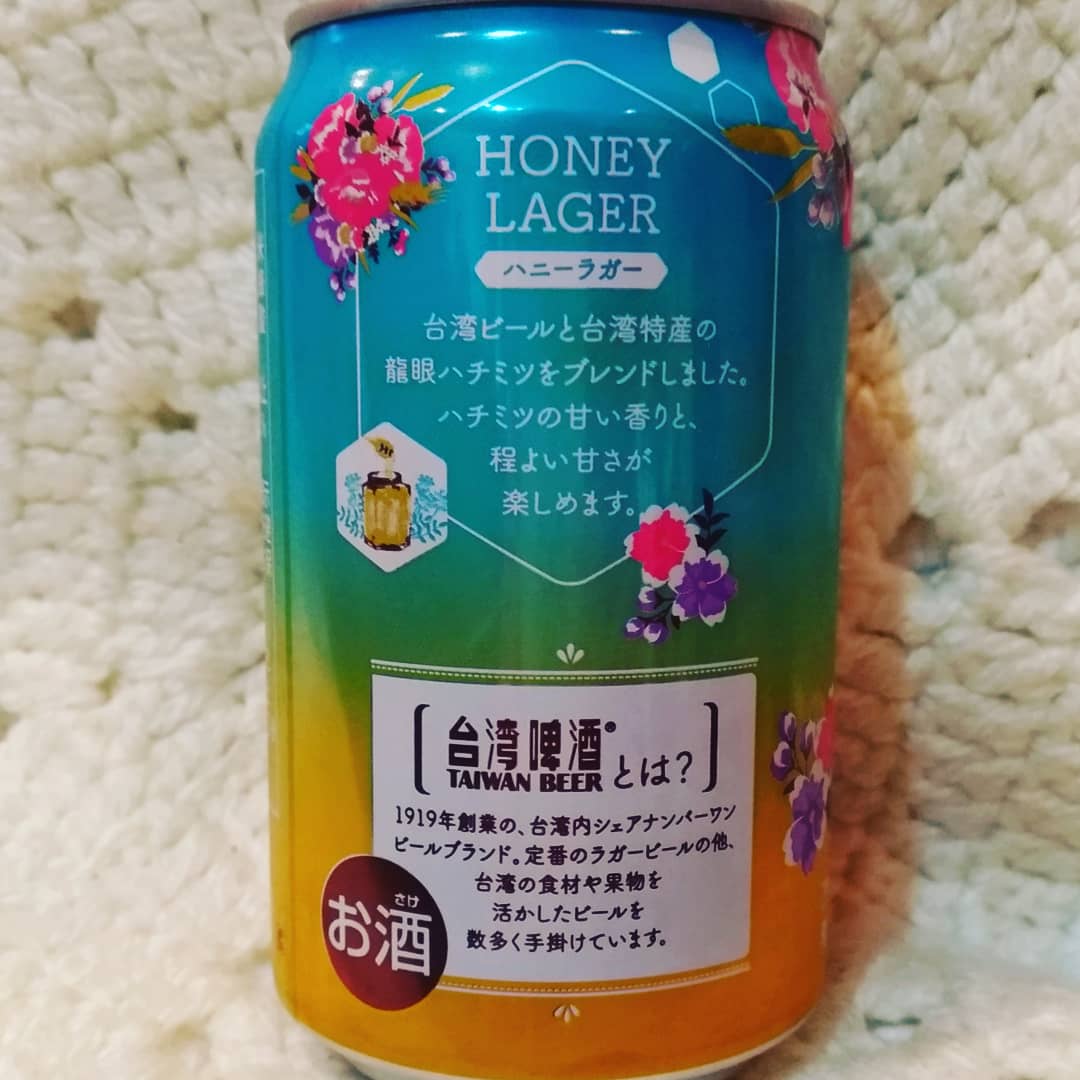 HONEY
LAGER
ハニーラガー
台湾ビールと台湾特産の
龍眼ハチミツをブレンドしました。
ハチミツの甘い香りと、
程よい甘さが
楽しめます。
台湾啤酒®
TAIWAN BEER とは?
1919年創業の、台湾内シェアナンバーワン
ビールブランド。定番のラガービールの他、
台湾の食材や果物を
活かしたビールを
数多く手掛けています。
さけ
お酒